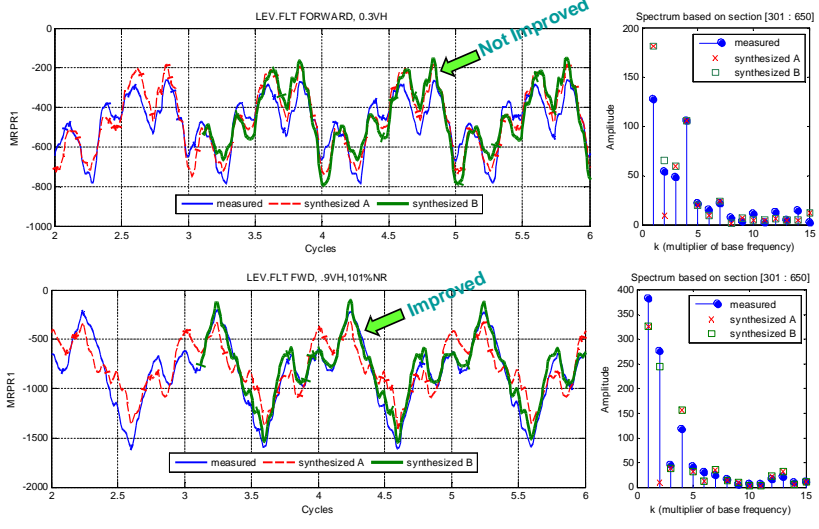 LEV.FLT FORWARD, 0.3VH
Not Improved
0
-200
-400
-600
-800
-1000
MRPR1
measured
synthesized A
synthesized B
2
2.5
3
3.5
4
4.5
5
5.5
6
Cycles
Spectrum based on section [301 : 650]
200
150
100
50
0
Amplitude
measured
synthesized A
synthesized B
0
5
10
15
k (multiplier of base frequency)
LEV.FLT FWD, .9VH,101%NR
Improved
0
-500
-1000
-1500
-2000
MRPR1
measured
synthesized A
synthesized B
2
2.5
3
3.5
4
4.5
5
5.5
6
Cycles
Spectrum based on section [301 : 650]
400
350
300
250
200
150
100
50
0
Amplitude
measured
synthesized A
synthesized B
0
5
10
15
k (multiplier of base frequency)